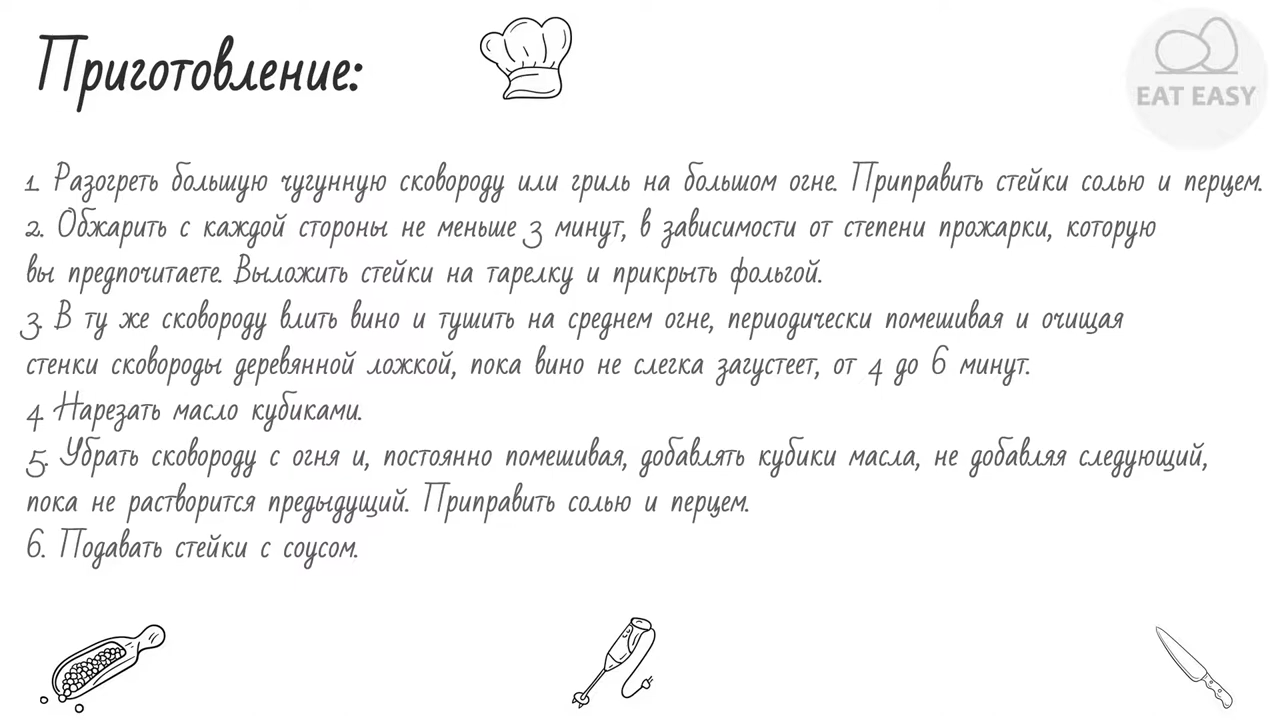 Приготовление:
EAT EASY
1. Разогреть большую чугунную сковороду или гриль на большом огне. Приправить стейки солью и перцем.
2. Обжарить с каждой стороны не меньше 3 минут, в зависимости от степени прожарки, которую
вы предпочитаете. Выложить стейки на тарелку и прикрыть фольгой.
3. В ту же сковороду влить вино и тушить на среднем огне, периодически помешивая и очищая
стенки сковороды деревянной ложкой, пока вино не слегка загустеет, от 4 до 6 минут.
4 Нарезать масло кубиками.
5. Убрать сковороду с огня и, постоянно помешивая, добавлять кубики масла, не добавляя следующий,
пока не растворится предыдущий. Приправить солью и перцем.
6. Подавать стейки с соусом.